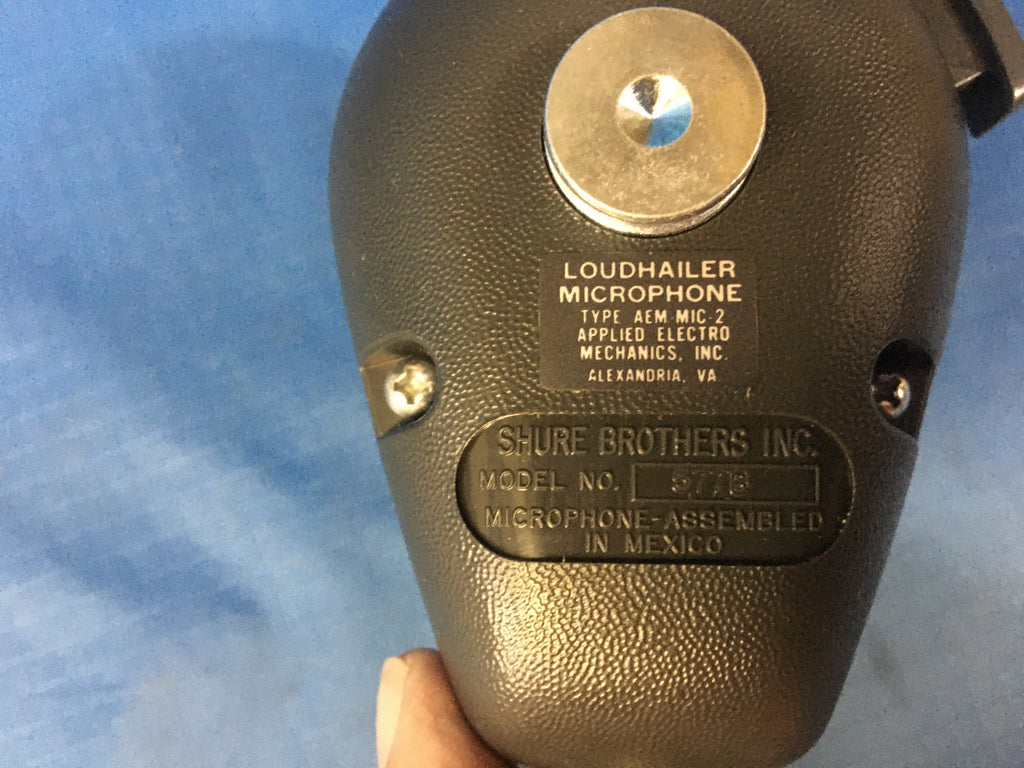 LOUDHAILER
MICROPHONE
TYPE AEM-MIC-2
APPLIED ELECTRO
MECHANICS, INC.
ALEXANDRIA, VA
SHURE BROTHERS INC.
MODEL NO. 577B
MICROPHONE-ASSEMBLED
IN MEXICO